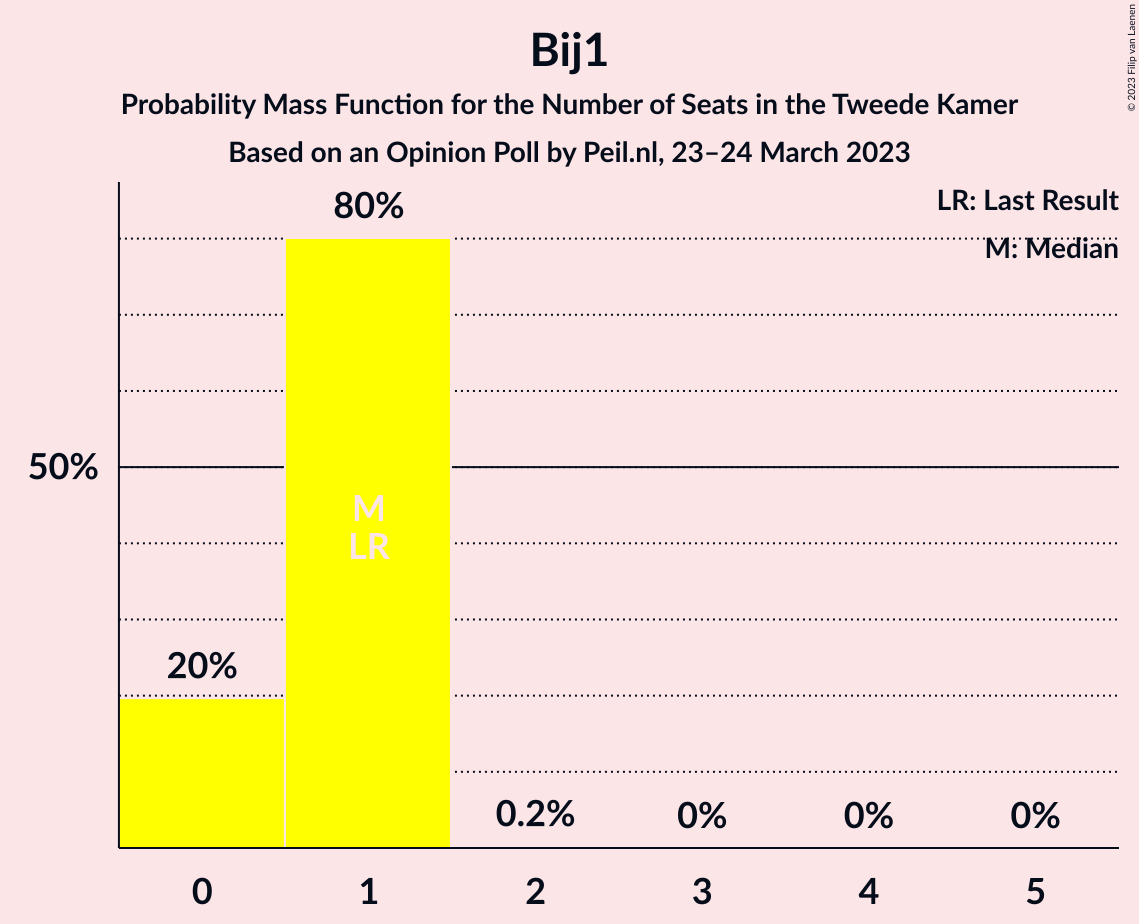 Bij1
Probability Mass Function for the Number of Seats in the Tweede Kamer
Based on an Opinion Poll by Peil.nl, 23–24 March 2023
© 2023 Filip van Laenen
LR: Last Result
M: Median
80%
50%
M
LR
20%
0.2%
0%
0%
0%
0
1
2
3
4
5